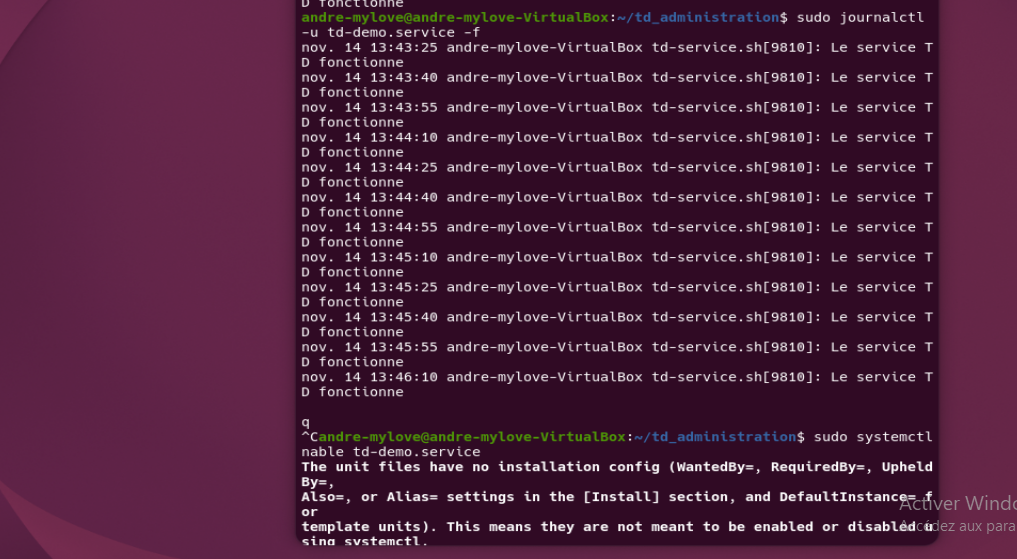 D fonctionne
andre-mylove@andre-mylove-VirtualBox:~/td_administration$ sudo journalctl
-u td-demo.service -f
nov. 14 13:43:25 andre-mylove-VirtualBox td-service.sh[9810]: Le service T
D fonctionne
nov. 14 13:43:40 andre-mylove-VirtualBox td-service.sh[9810]: Le service T
D fonctionne
nov. 14 13:43:55 andre-mylove-VirtualBox td-service.sh[9810]: Le service T
D fonctionne
nov. 14 13:44:10 andre-mylove-VirtualBox td-service.sh[9810]: Le service T
D fonctionne
nov. 14 13:44:25 andre-mylove-VirtualBox td-service.sh[9810]: Le service T
D fonctionne
nov. 14 13:44:40 andre-mylove-VirtualBox td-service.sh[9810]: Le service T
D fonctionne
nov. 14 13:44:55 andre-mylove-VirtualBox td-service.sh[9810]: Le service T
D fonctionne
nov. 14 13:45:10 andre-mylove-VirtualBox td-service.sh[9810]: Le service T
D fonctionne
nov. 14 13:45:25 andre-mylove-VirtualBox td-service.sh[9810]: Le service T
D fonctionne
nov. 14 13:45:40 andre-mylove-VirtualBox td-service.sh[9810]: Le service T
D fonctionne
nov. 14 13:45:55 andre-mylove-VirtualBox td-service.sh[9810]: Le service T
D fonctionne
nov. 14 13:46:10 andre-mylove-VirtualBox td-service.sh[9810]: Le service T
D fonctionne
q
^Candre-mylove@andre-mylove-VirtualBox:~/td_administration$ sudo systemctl
nable td-demo.service
The unit files have no installation config (WantedBy=, RequiredBy=, Upheld
By=,
Also=, or Alias= settings in the [Install] section, and DefaultInstance= f
or
template units). This means they are not meant to be enabled or disabled u
sing systemctl.
Activer Windo
Accédez aux para